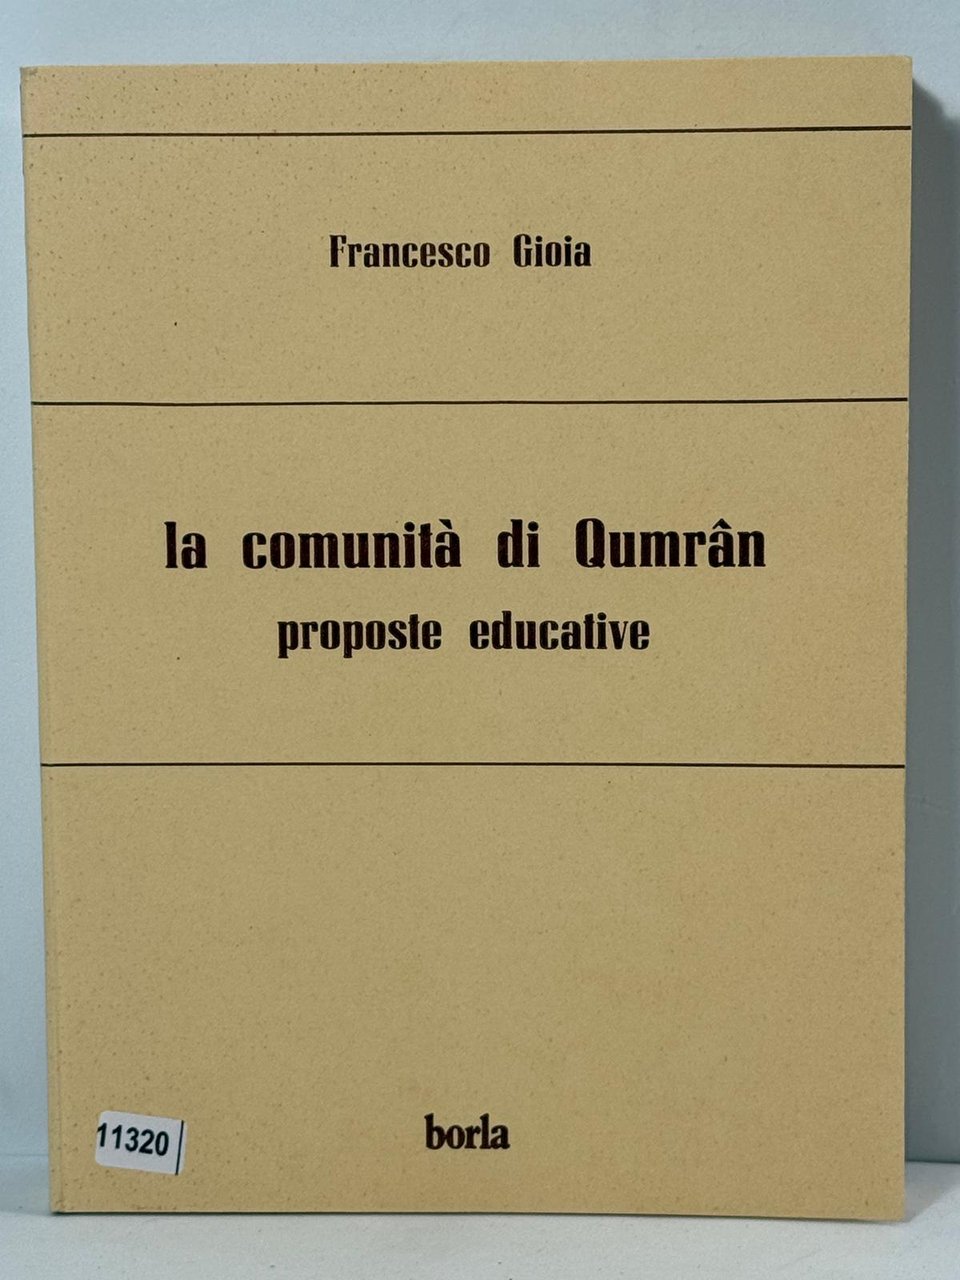 Francesco Gioia
la comunità di Qumrân
proposte educative
borla
11320